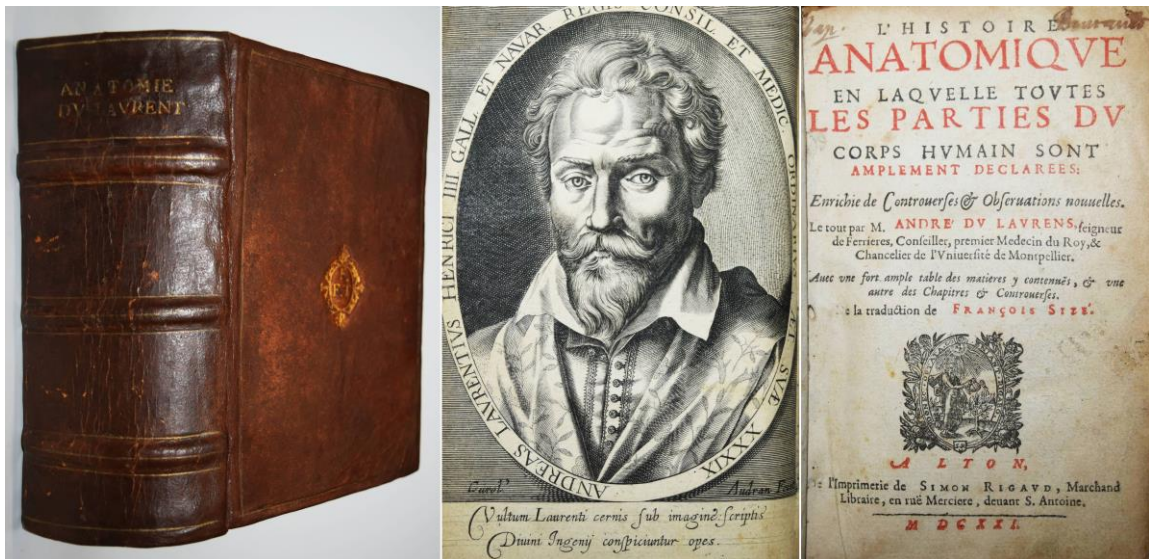 ANATOMIE
DV LAVRENT
ANDREAS LAVRENTIVS HENRICI IIII GALL ET NAVAR REGIS CONSIL ET MEDIC SVÆ XXXIX.
Carol' Audran
Vultum Laurenti cernis sub imagine: scriptis
Diuini Ingenij conspiciuntur opes.
L'HISTOIRE
ANATOMIQVE
EN LAQVELLE TOVTES
LES PARTIES DV
CORPS HVMAIN SONT
AMPLEMENT DECLAREES:
Enrichie de Controuerses & Obseruations nouuelles.
Le tout par M. ANDRE' DV LAVRENS, seigneur
de Ferrieres, Conseiller, premier Medecin du Roy, &
Chancelier de l'Vniuersité de Montpellier.
Auec vne fort ample table des matieres y contenuës, & vne
autre des Chapitres & Controuerses.
e la traduction de FRANÇOIS SIZE'.
A LYON,
De l'Imprimerie de SIMON RIGAVD, Marchand
Libraire, en ruë Merciere, deuant S. Antoine.
M DCXXI.